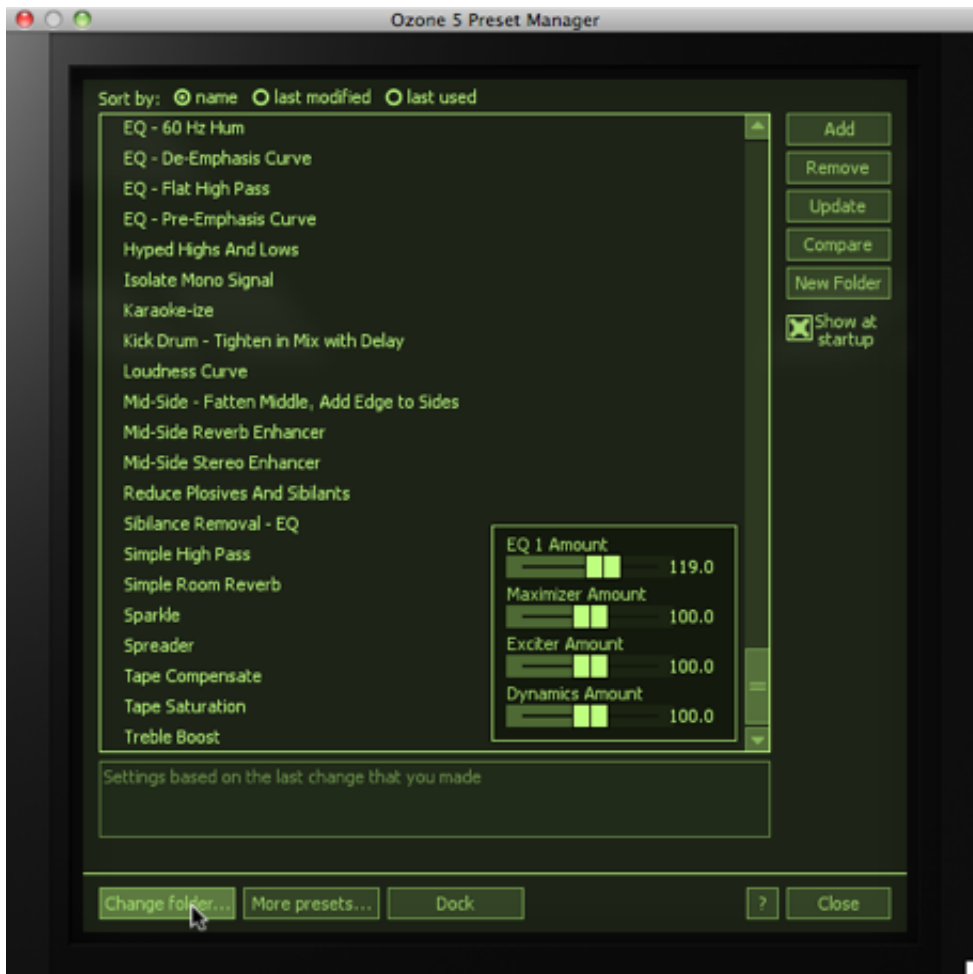 Ozone 5 Preset Manager
Sort by: name last modified last used
EQ - 60 Hz Hum
EQ - De-Emphasis Curve
EQ - Flat High Pass
EQ - Pre-Emphasis Curve
Hyped Highs And Lows
Isolate Mono Signal
Karaoke-ize
Kick Drum - Tighten in Mix with Delay
Loudness Curve
Mid-Side - Fatten Middle, Add Edge to Sides
Mid-Side Reverb Enhancer
Mid-Side Stereo Enhancer
Reduce Plosives And Sibilants
Sibilance Removal - EQ
Simple High Pass
Simple Room Reverb
Sparkle
Spreader
Tape Compensate
Tape Saturation
Treble Boost
EQ 1 Amount
119.0
Maximizer Amount
100.0
Exciter Amount
100.0
Dynamics Amount
100.0
Add
Remove
Update
Compare
New Folder
Show at
startup
Settings based on the last change that you made
Change folder... More presets... Dock ? Close